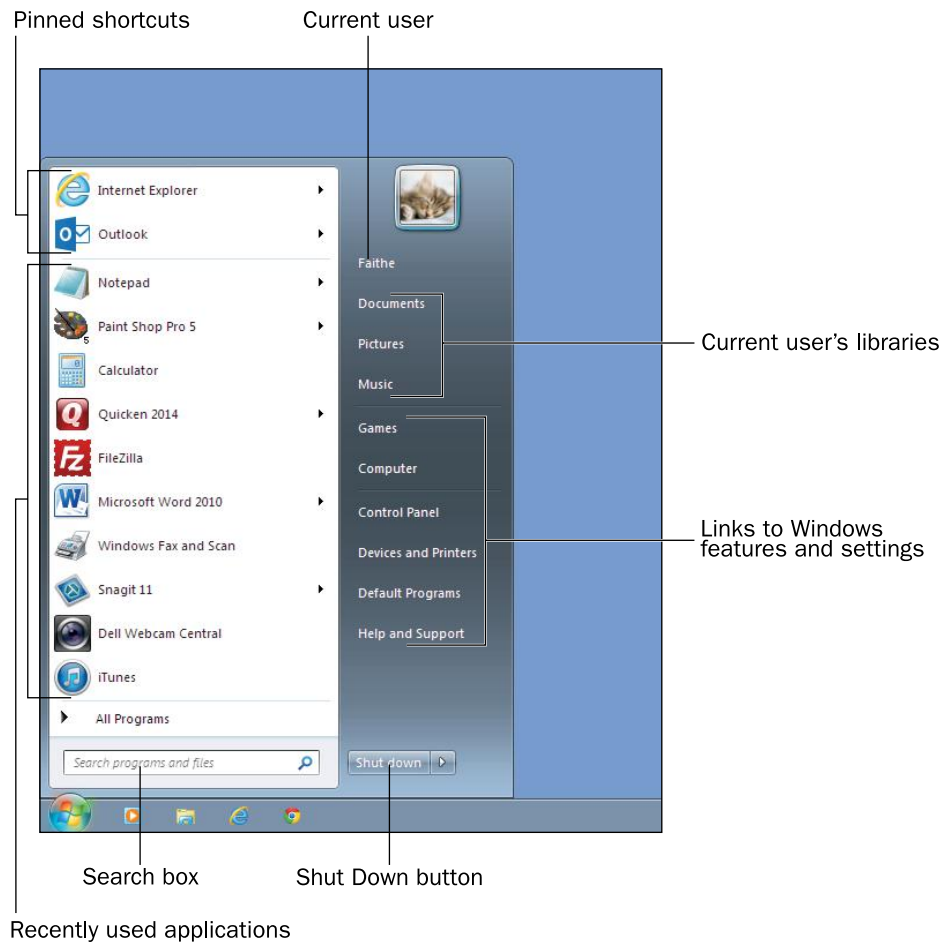 Pinned shortcuts
Current user
Internet Explorer
Outlook
Notepad
Paint Shop Pro 5
5
Calculator
Quicken 2014
Q
FileZilla
Fz
Microsoft Word 2010
W
Windows Fax and Scan
Snagit 11
Dell Webcam Central
iTunes
All Programs
Search programs and files
Faithe
Documents
Pictures
Music
Games
Computer
Control Panel
Devices and Printers
Default Programs
Help and Support
Shut down
Current user's libraries
Links to Windows
features and settings
Search box
Shut Down button
Recently used applications